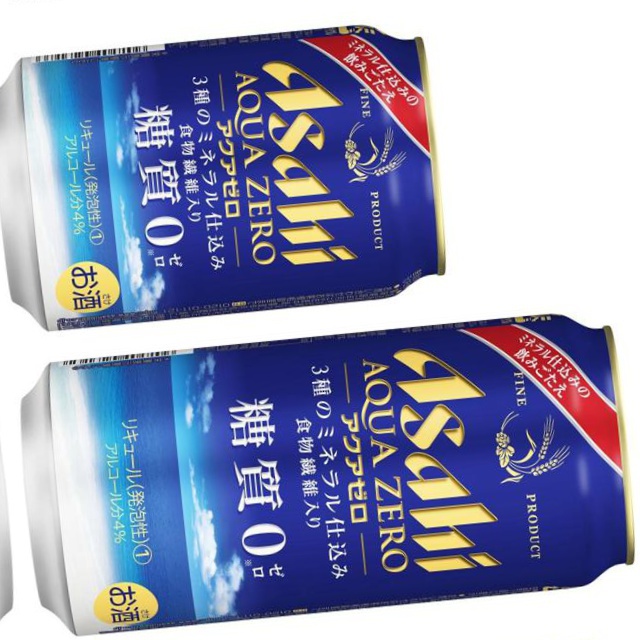 ミネラル仕込みの
飲みごたえ
FINE
PRODUCT
Asahi
AQUA ZERO
アクアゼロ
3種のミネラル仕込み
食物繊維入り
糖質0ゼロ※
リキュール(発泡性)①
アルコール分4%
お酒
さけ
ミネラル仕込みの
飲みごたえ
FINE
PRODUCT
Asahi
AQUA ZERO
アクアゼロ
3種のミネラル仕込み
食物繊維入り
糖質0ゼロ※
リキュール(発泡性)①
アルコール分4%
お酒
さけ